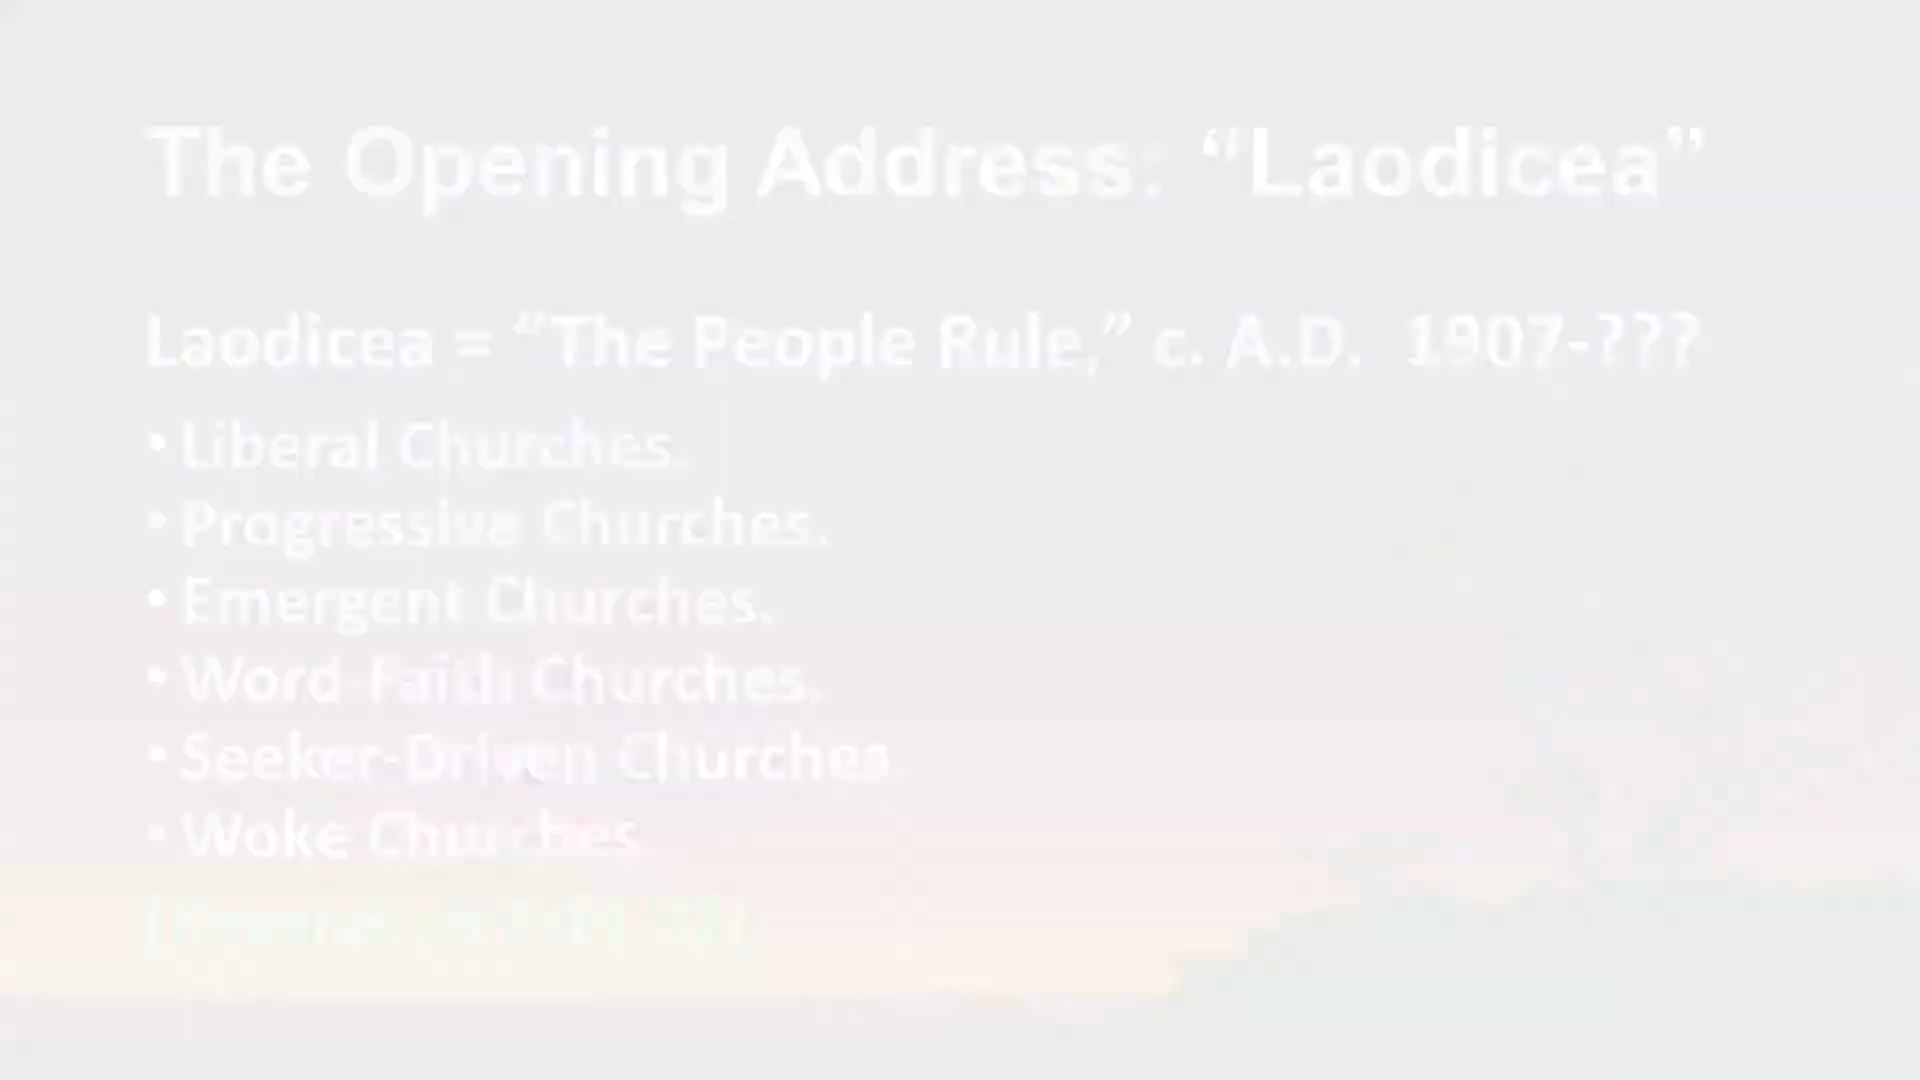 The Opening Address: “Laodicea”
Laodicea = “The People Rule,” c. A.D. 1907-???
• Liberal Churches.
• Progressive Churches.
• Emergent Churches.
• Word-Faith Churches.
• Seeker-Driven Churches.
• Woke Churches